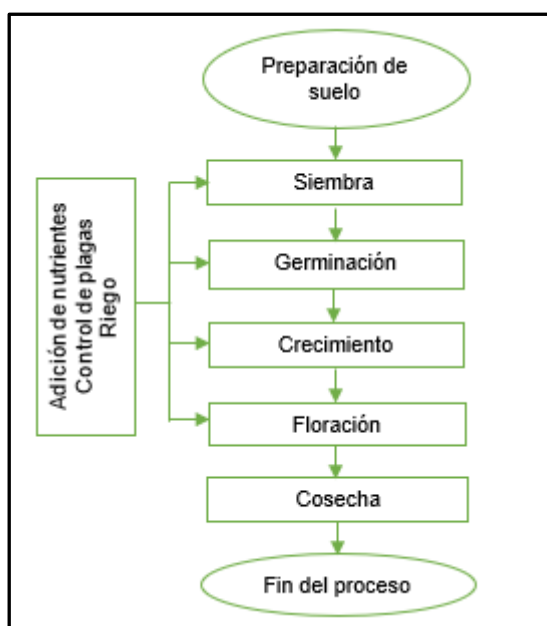 Preparación de
suelo
Siembra
Adición de nutrientes
Control de plagas
Riego
Germinación
Crecimiento
Floración
Cosecha
Fin del proceso